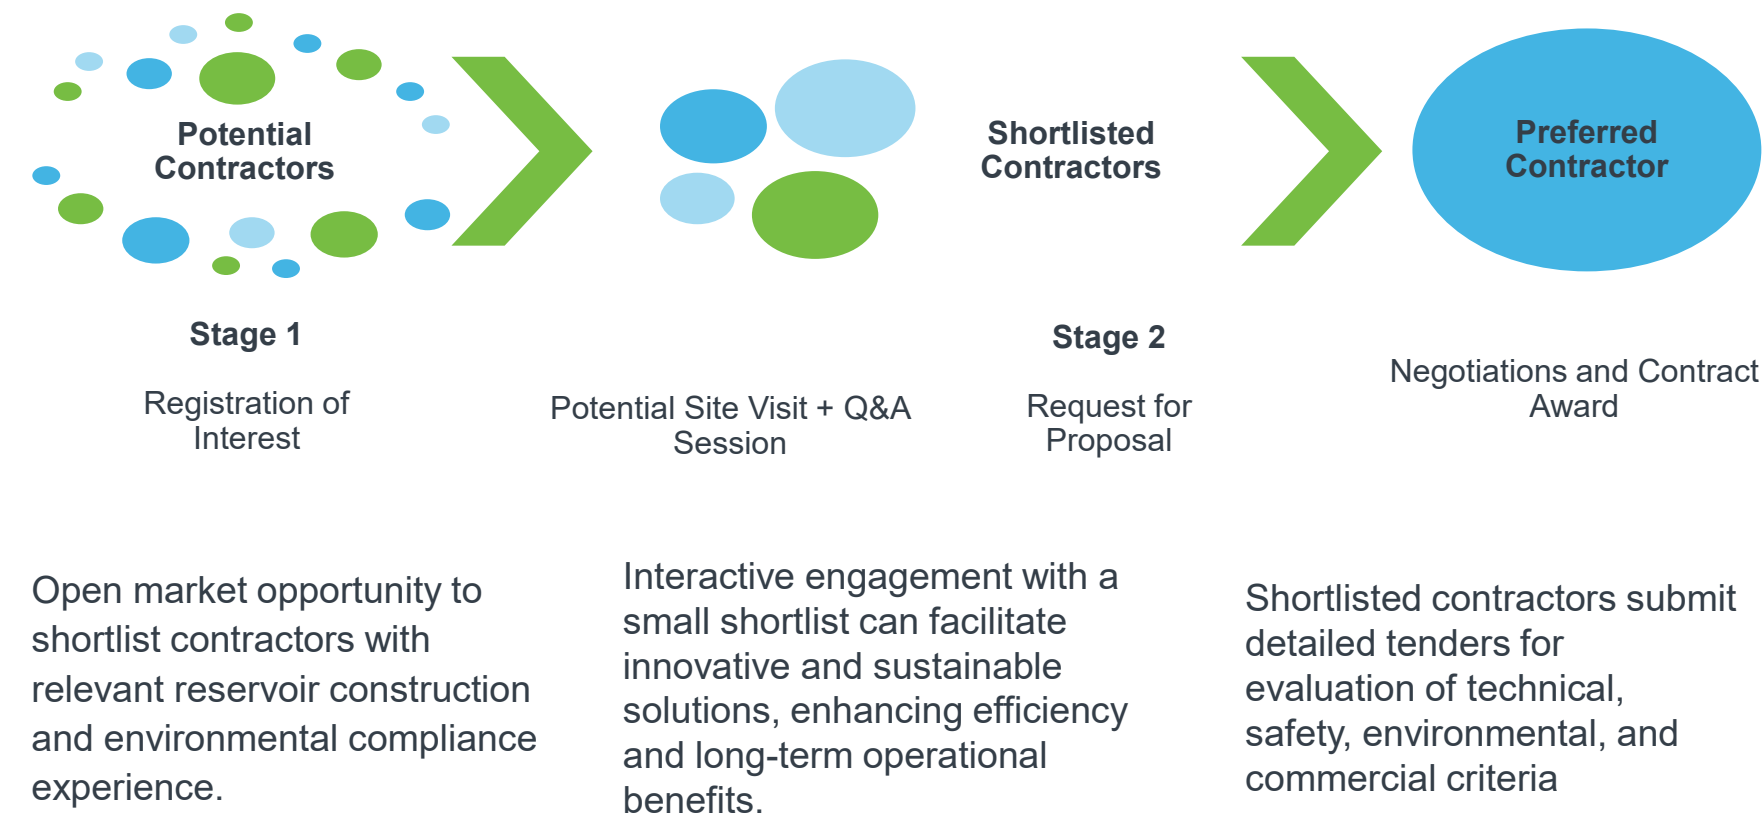 Potential
Contractors
Shortlisted
Contractors
Preferred
Contractor
Stage 1
Registration of
Interest
Potential Site Visit + Q&A
Session
Stage 2
Request for
Proposal
Negotiations and Contract
Award
Open market opportunity to
shortlist contractors with
relevant reservoir construction
and environmental compliance
experience.
Interactive engagement with a
small shortlist can facilitate
innovative and sustainable
solutions, enhancing efficiency
and long-term operational
benefits.
Shortlisted contractors submit
detailed tenders for
evaluation of technical,
safety, environmental, and
commercial criteria